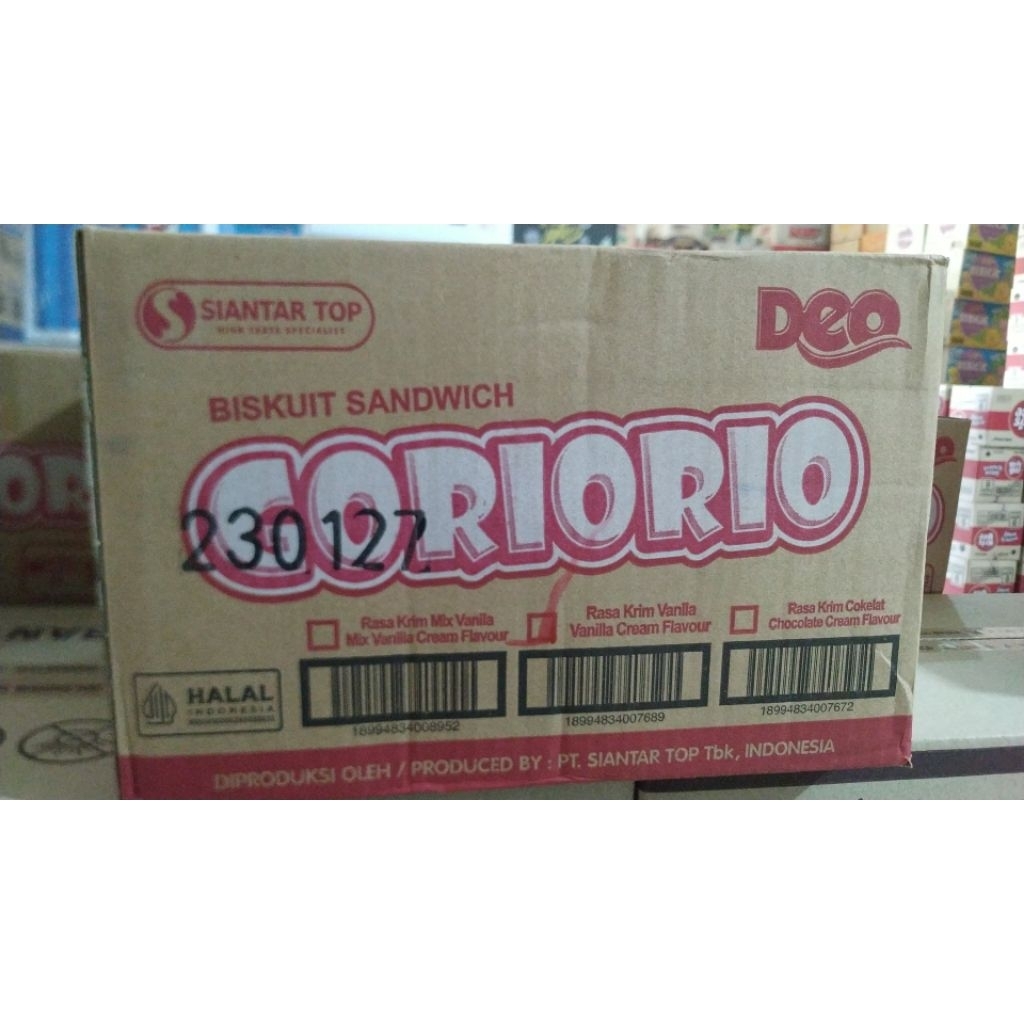 SIANTAR TOP
HIGH TASTE SPECIALIST
Deo
BISKUIT SANDWICH
GORIORIO
230127
Rasa Krim Mix Vanila
Mix Vanilla Cream Flavour
Rasa Krim Vanila
Vanilla Cream Flavour
Rasa Krim Cokelat
Chocolate Cream Flavour
18994834008952
18994834007689
18994834007672
HALAL
INDONESIA
DIPRODUKSI OLEH / PRODUCED BY : PT. SIANTAR TOP Tbk, INDONESIA